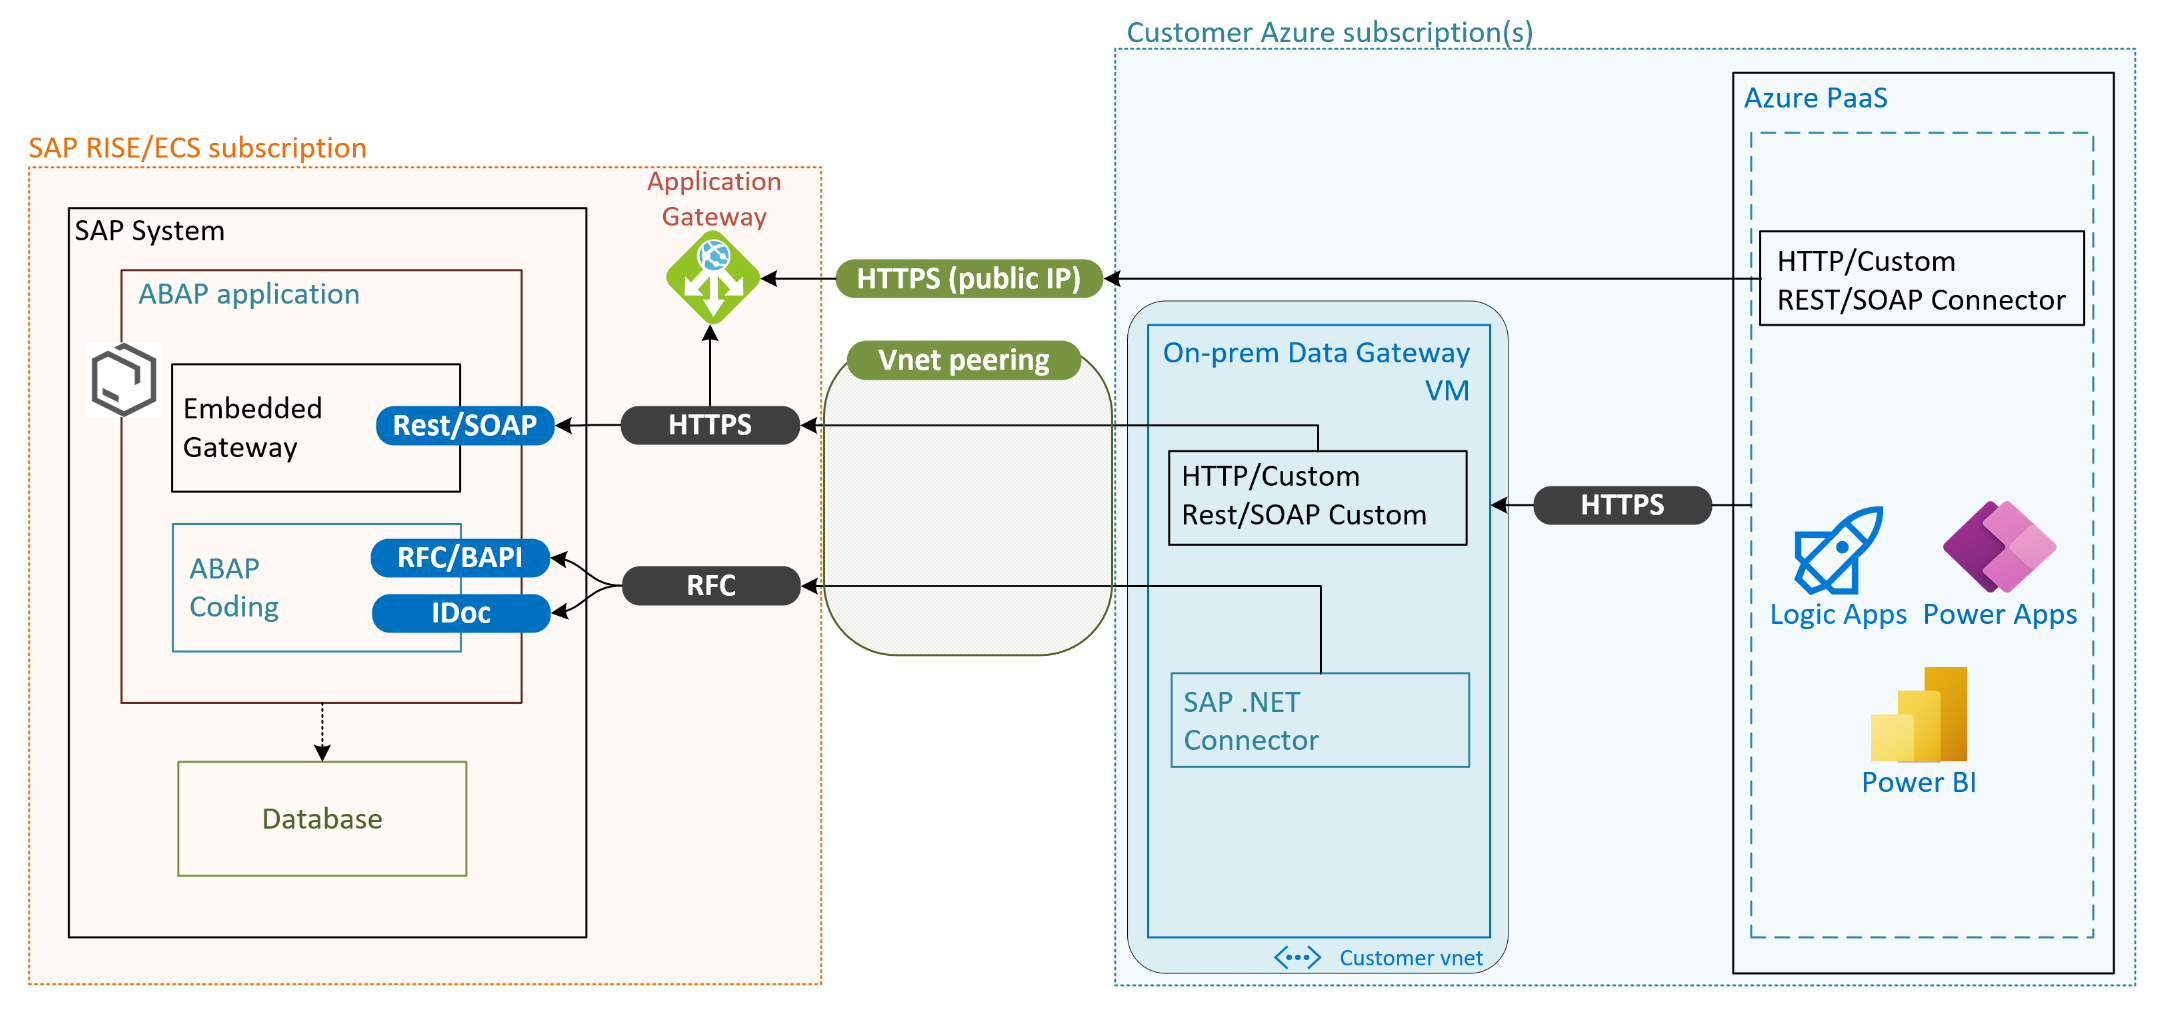 Customer Azure subscription(s)
Azure PaaS
SAP RISE/ECS subscription
Application
Gateway
SAP System
ABAP application
HTTPS (public IP)
HTTP/Custom
REST/SOAP Connector
Vnet peering
On-prem Data Gateway
VM
Embedded
Gateway
Rest/SOAP
HTTPS
HTTP/Custom
Rest/SOAP Custom
HTTPS
ABAP
Coding
RFC/BAPI
IDoc
RFC
Logic Apps
Power Apps
SAP .NET
Connector
Power BI
Database
Customer vnet